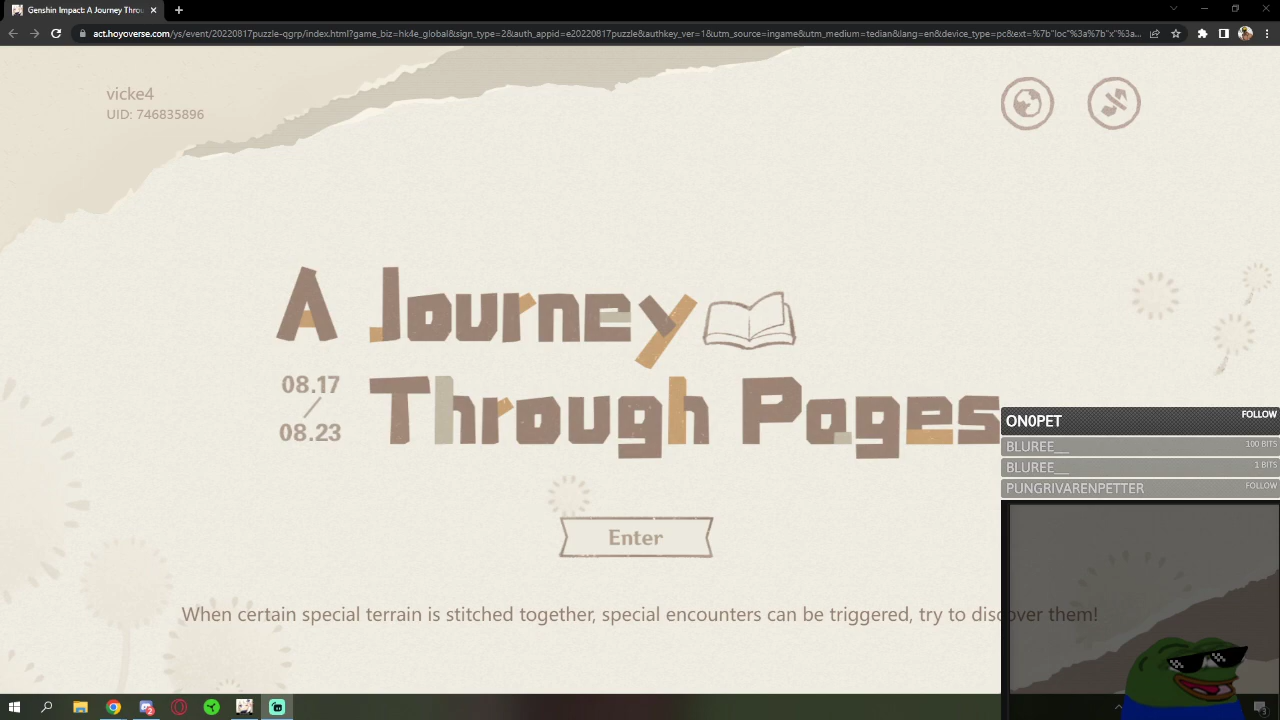 Genshin Impact: A Journey Throu
act.hoyoverse.com/ys/event/20220817puzzle-qgrp/index.html?game_biz=hk4e_global&sign_type=2&auth_appid=e20220817puzzle&authkey_ver=1&utm_source=ingame&utm_medium=tedian&lang=en&device_type=pc&ext=%7b"loc"%3a%7b"x"%3a...
vicke4
UID: 746835896
A Journey
08.17
08.23
Through Pages
ON0PET FOLLOW
BLUREE__ 100 BITS
BLUREE__ 1 BITS
PUNGRIVARENPETTER FOLLOW
Enter
When certain special terrain is stitched together, special encounters can be triggered, try to discover them!
2
3